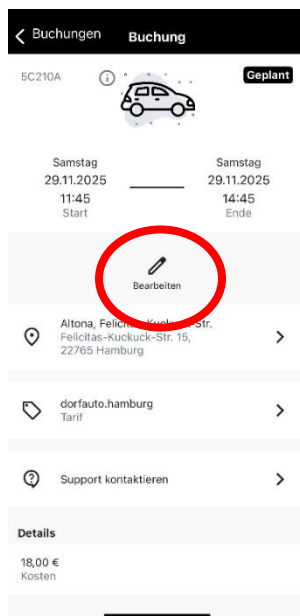 Buchungen Buchung
5C210A Geplant
Samstag
29.11.2025
11:45
Start
Samstag
29.11.2025
14:45
Ende
Bearbeiten
Altona, Felicitas-Kuckuck-Str.
Felicitas-Kuckuck-Str. 15,
22765 Hamburg
dorfauto.hamburg
Tarif
Support kontaktieren
Details
18,00 €
Kosten